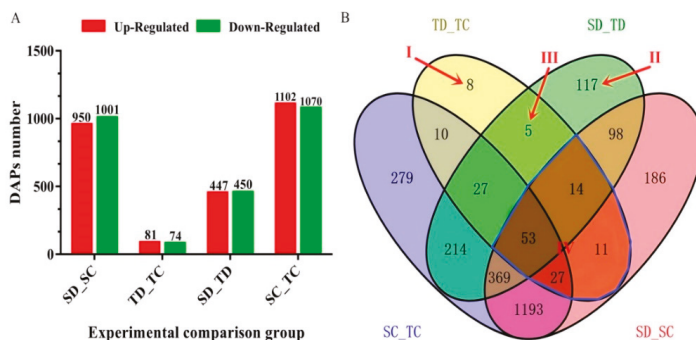 A
Up-Regulated Down-Regulated
DAPs number
1500
1000
500
0
950 1001
81 74
447 450
1102 1070
SD_SC TD_TC SD_TD SC_TC
Experimental comparison group
B
TD_TC SD_TD
I III II
8 117
5
10 98
279 186
27 14
53
214 11
369 27
1193
SC_TC SD_SC